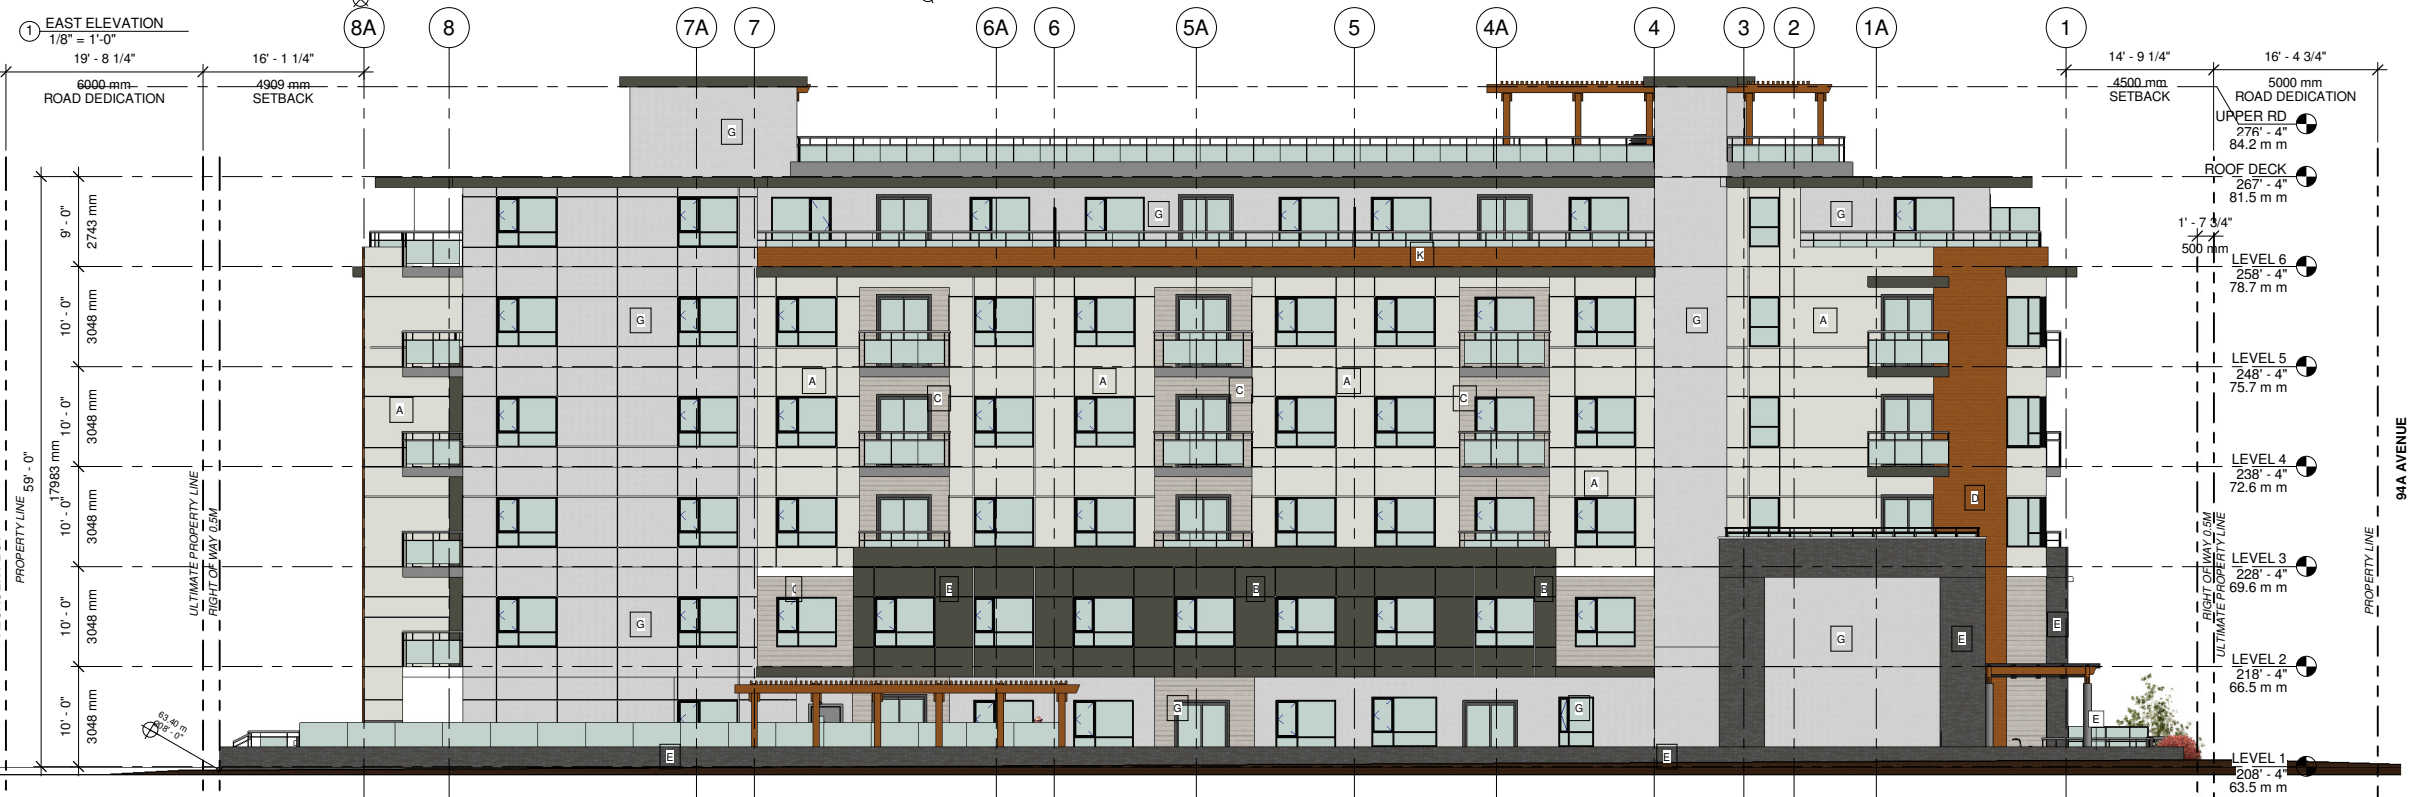 1
EAST ELEVATION
1/8" = 1'-0"
8A
8
7A
7
6A
6
5A
5
4A
4
3
2
1A
1
19' - 8 1/4"
6000 mm
ROAD DEDICATION
16' - 1 1/4"
4909 mm
SETBACK
14' - 9 1/4"
4500 mm
SETBACK
16' - 4 3/4"
5000 mm
ROAD DEDICATION
UPPER RD
276' - 4"
84.2 m m
ROOF DECK
267' - 4"
81.5 m m
1' - 7 3/4"
500 mm
LEVEL 6
258' - 4"
78.7 m m
LEVEL 5
248' - 4"
75.7 m m
LEVEL 4
238' - 4"
72.6 m m
LEVEL 3
228' - 4"
69.6 m m
LEVEL 2
218' - 4"
66.5 m m
LEVEL 1
208' - 4"
63.5 m m
9' - 0"
2743 mm
10' - 0"
3048 mm
10' - 0"
3048 mm
10' - 0"
3048 mm
10' - 0"
3048 mm
10' - 0"
3048 mm
59' - 0"
17983 mm
PROPERTY LINE
ULTIMATE PROPERTY LINE
RIGHT OF WAY 0.5M
63.40 m
208' - 0"
RIGHT OF WAY 0.5M
ULTIMATE PROPERTY LINE
PROPERTY LINE
94A AVENUE
G
G
G
K
G
G
A
A
A
A
A
C
C
C
A
D
C
E
B
B
G
G
E
E
G
G
E
E
E